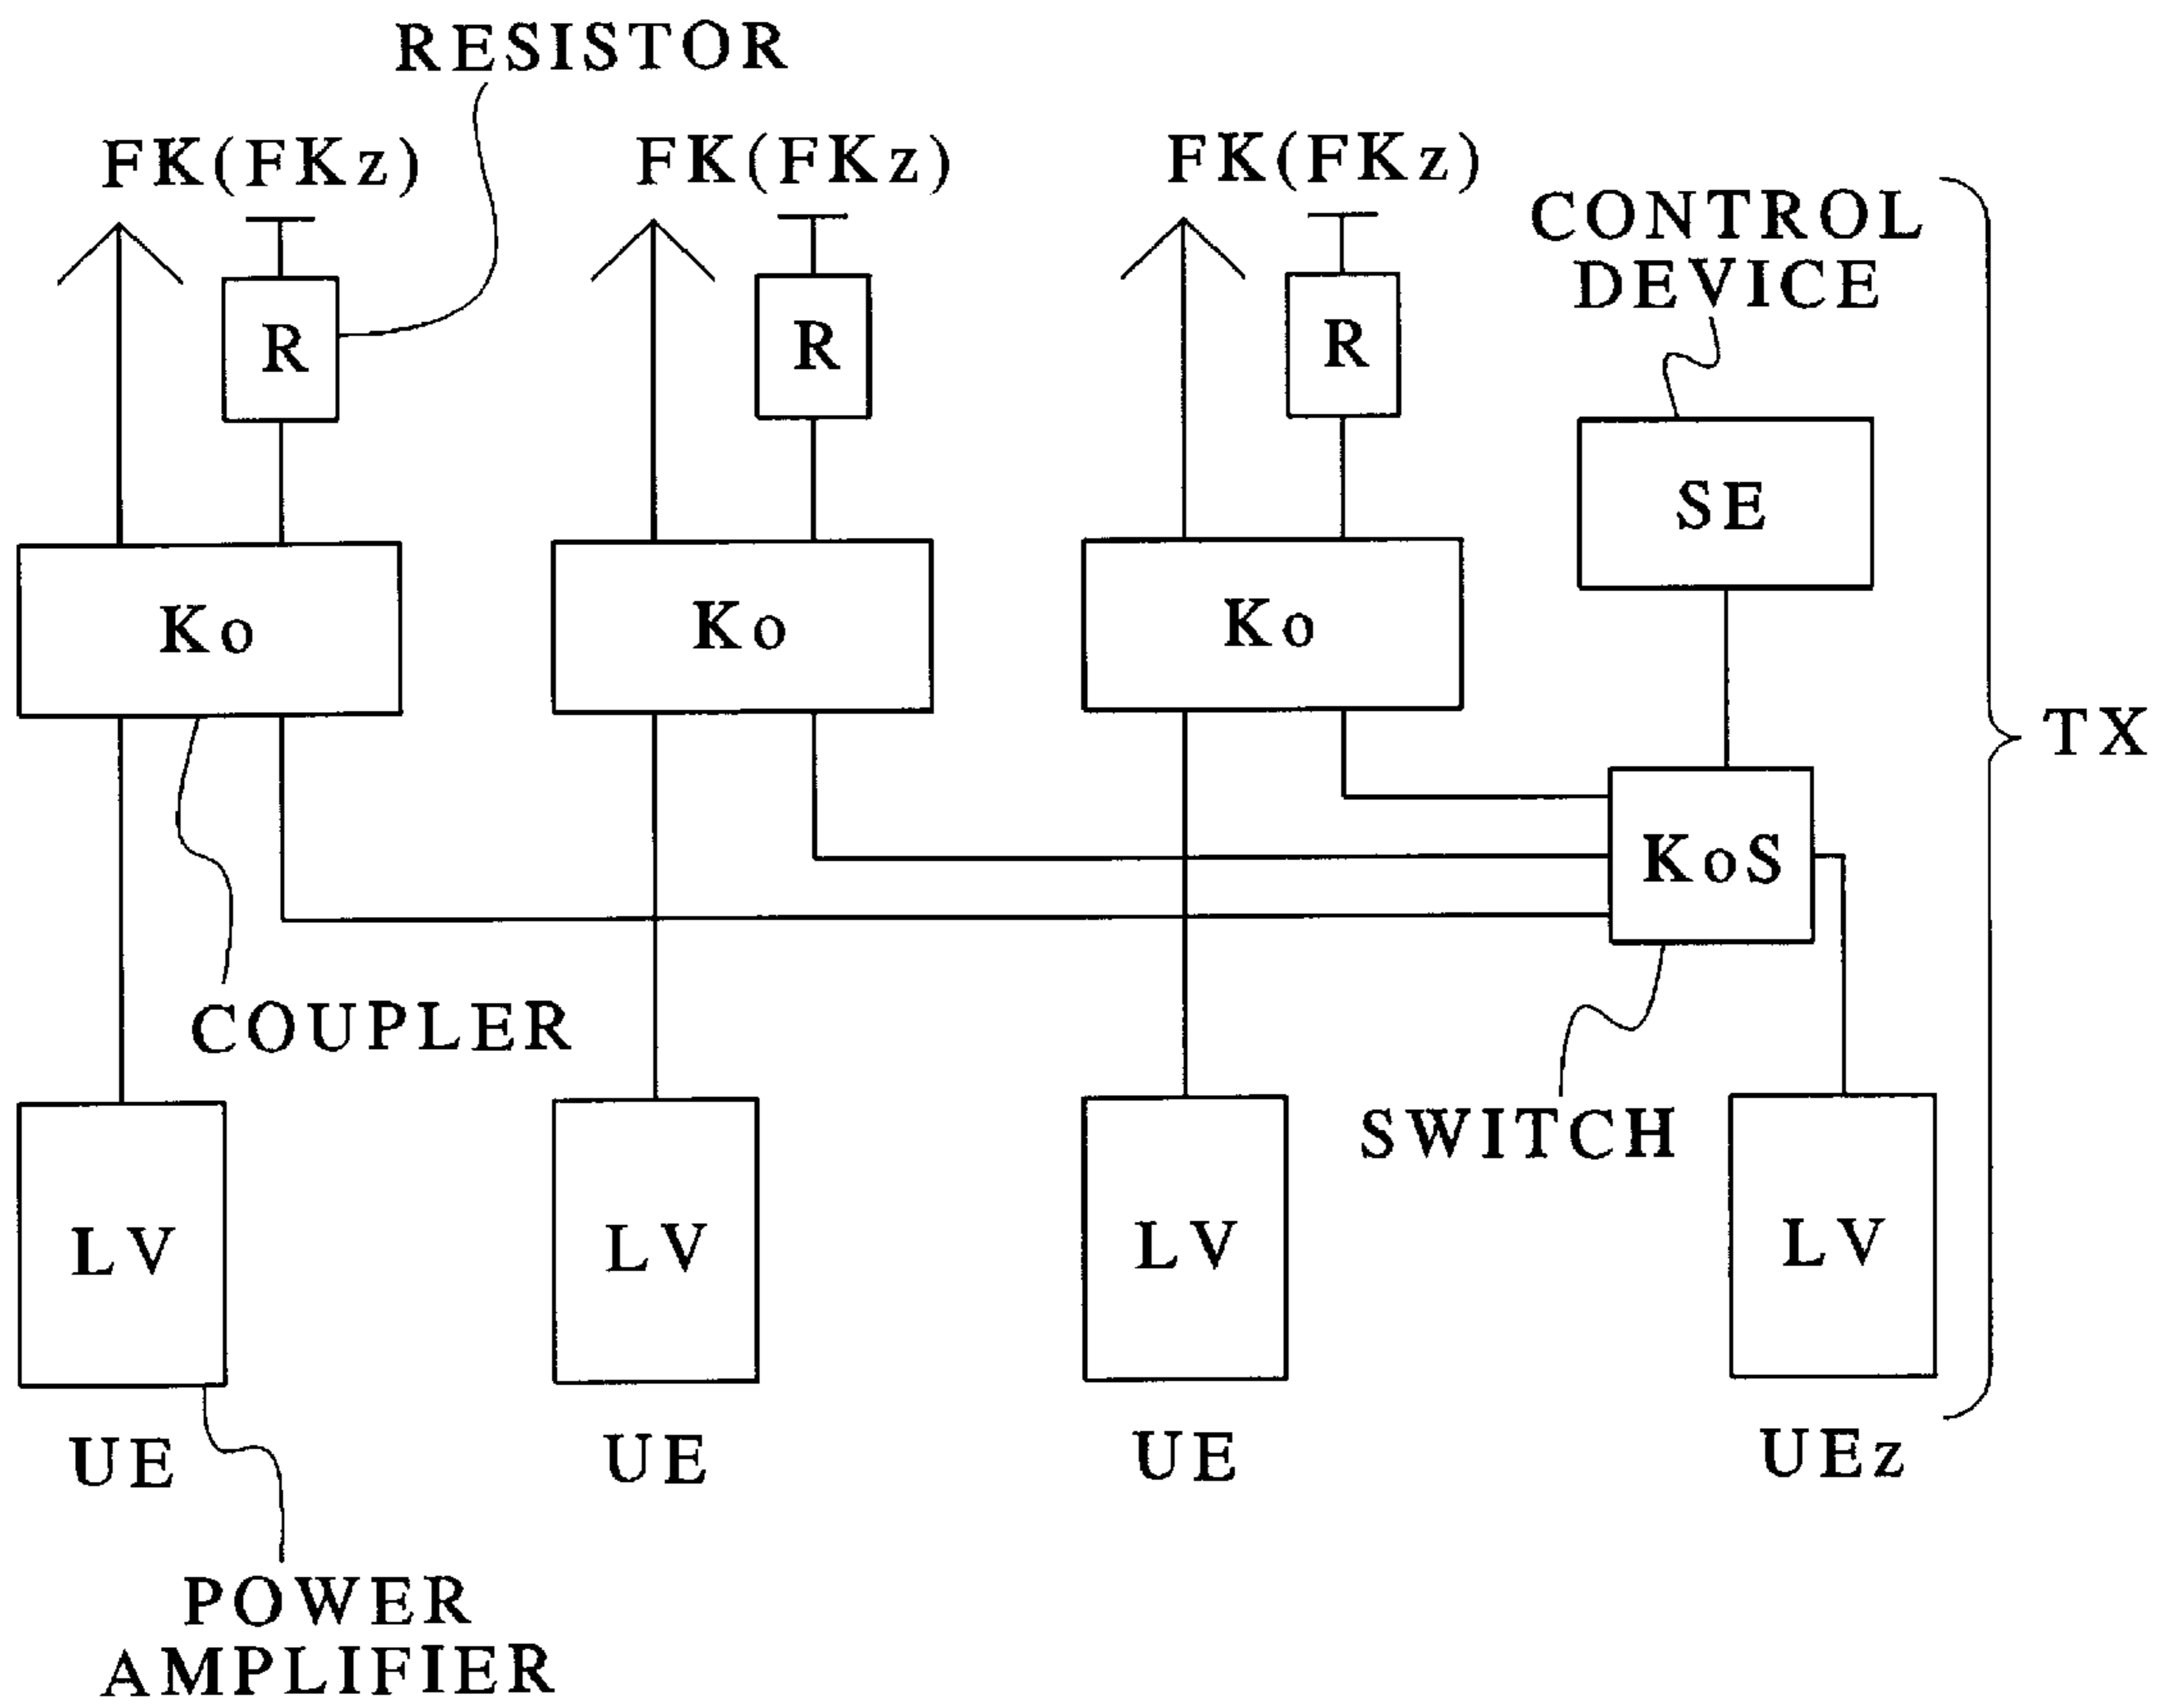 RESISTOR
FK(FKz)
FK(FKz)
FK(FKz)
CONTROL
DEVICE
R
R
R
SE
Ko
Ko
Ko
TX
KoS
COUPLER
SWITCH
LV
LV
LV
LV
UE
UE
UE
UEz
POWER
AMPLIFIER